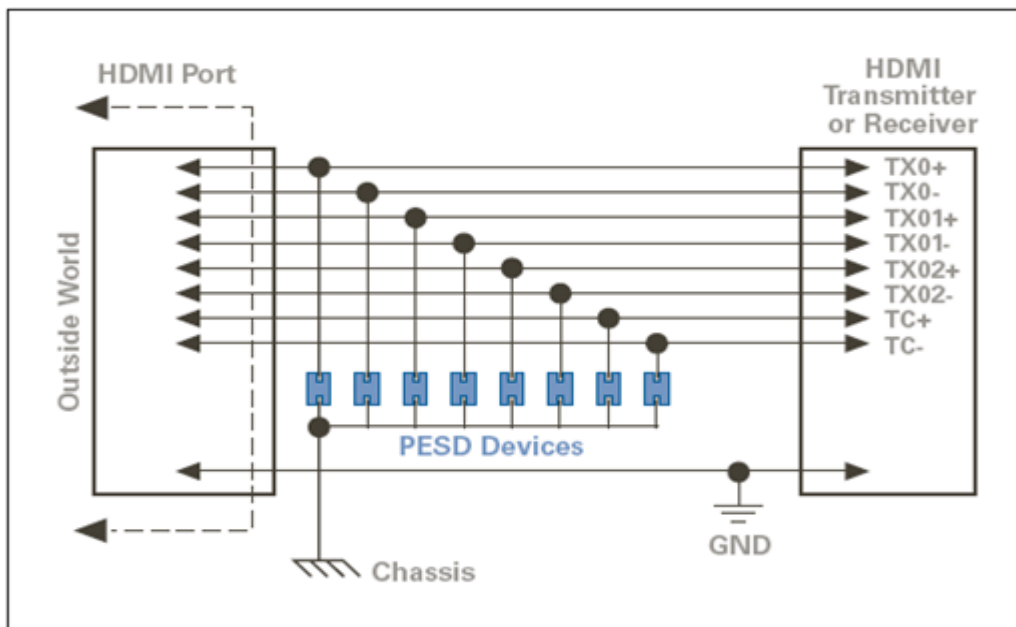 HDMI Port
HDMI
Transmitter
or Receiver
Outside World
TX0+
TX0-
TX01+
TX01-
TX02+
TX02-
TC+
TC-
PESD Devices
GND
Chassis